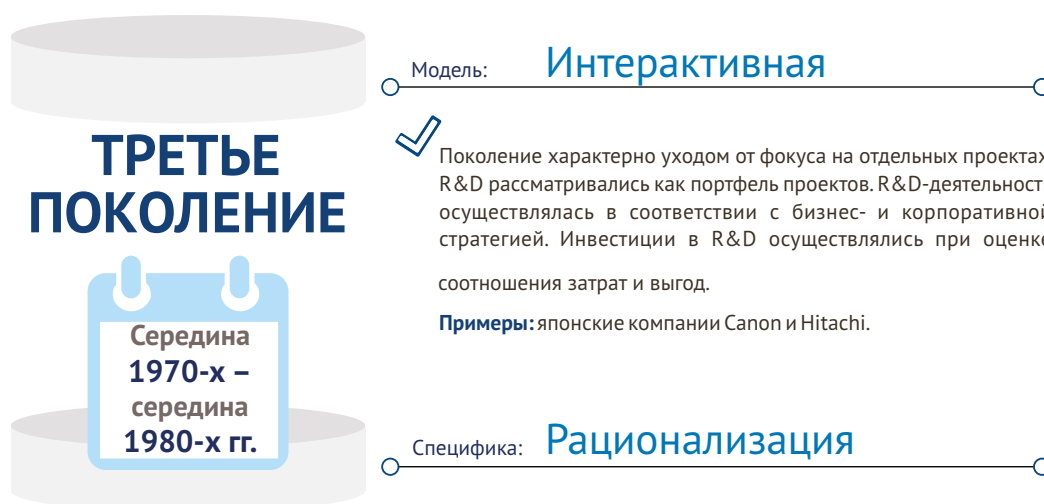 ТРЕТЬЕ
ПОКОЛЕНИЕ
Середина
1970-х –
середина
1980-х гг.
Модель: Интерактивная
Поколение характерно уходом от фокуса на отдельных проектах
R&D рассматривались как портфель проектов. R&D-деятельност
осуществлялась в соответствии с бизнес- и корпоративной
стратегией. Инвестиции в R&D осуществлялись при оценке
соотношения затрат и выгод.
Примеры: японские компании Canon и Hitachi.
Специфика: Рационализация